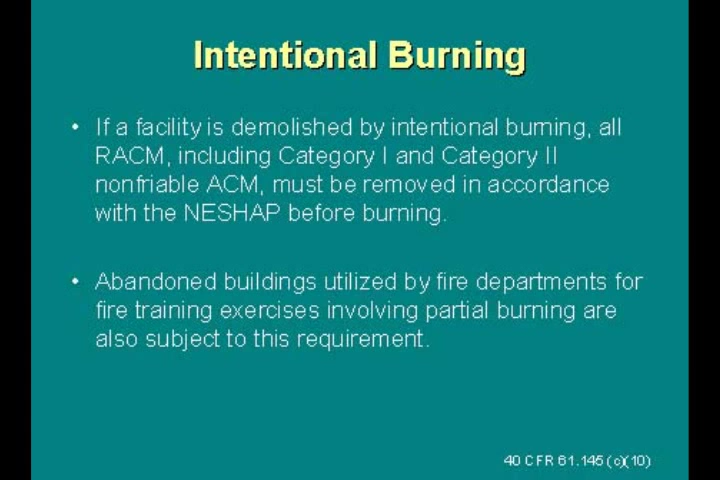 Intentional Burning
• If a facility is demolished by intentional burning, all
RACM, including Category I and Category II
nonfriable ACM, must be removed in accordance
with the NESHAP before burning.
• Abandoned buildings utilized by fire departments for
fire training exercises involving partial burning are
also subject to this requirement.
40 CFR 61.145 (c)(10)